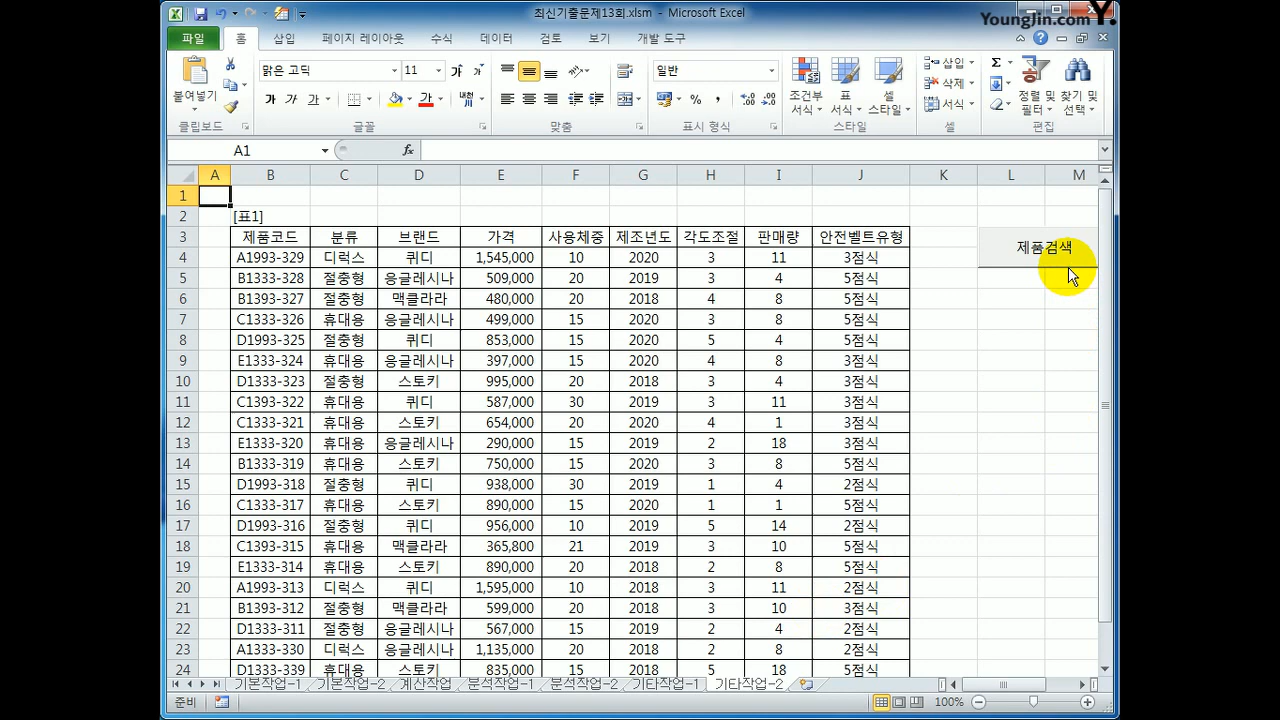 최신기출문제13회.xlsm - Microsoft Excel
YoungJin.com Y.
파일 홈 삽입 페이지 레이아웃 수식 데이터 검토 보기 개발 도구
맑은 고딕 11 일반
붙여넣기 조건부 서식 표 서식 셀 스타일 삽입 삭제 서식 정렬 및 필터 찾기 및 선택
클립보드 글꼴 맞춤 표시 형식 스타일 셀 편집
A1 fx
A B C D E F G H I J K L M
1
2 [표1]
3 제품코드 분류 브랜드 가격 사용체중 제조년도 각도조절 판매량 안전벨트유형 제품검색
4 A1993-329 디럭스 퀴디 1,545,000 10 2020 3 11 3점식
5 B1333-328 절충형 응글레시나 509,000 20 2019 3 4 5점식
6 B1393-327 절충형 맥클라라 480,000 20 2018 4 8 5점식
7 C1333-326 휴대용 응글레시나 499,000 15 2020 3 8 5점식
8 D1993-325 절충형 퀴디 853,000 15 2020 5 4 5점식
9 E1333-324 휴대용 응글레시나 397,000 15 2020 4 8 3점식
10 D1333-323 절충형 스토키 995,000 20 2018 3 4 3점식
11 C1393-322 휴대용 퀴디 587,000 30 2019 3 11 3점식
12 C1333-321 휴대용 스토키 654,000 20 2020 4 1 3점식
13 E1333-320 휴대용 응글레시나 290,000 15 2019 2 18 3점식
14 B1333-319 휴대용 스토키 750,000 15 2020 3 8 5점식
15 D1993-318 절충형 퀴디 938,000 30 2019 1 4 2점식
16 C1333-317 휴대용 스토키 890,000 15 2020 1 1 5점식
17 D1993-316 절충형 퀴디 956,000 10 2019 5 14 2점식
18 C1393-315 휴대용 맥클라라 365,800 21 2019 3 10 5점식
19 E1333-314 휴대용 스토키 890,000 20 2018 2 8 5점식
20 A1993-313 디럭스 퀴디 1,595,000 10 2018 3 11 2점식
21 B1393-312 절충형 맥클라라 599,000 20 2018 3 10 3점식
22 D1333-311 절충형 응글레시나 567,000 15 2019 2 4 2점식
23 A1333-330 디럭스 응글레시나 1,135,000 20 2018 2 8 2점식
24 D1333-339 휴대용 스토키 835,000 15 2018 5 18 5점식
기본작업-1 기본작업-2 계산작업 분석작업-1 분석작업-2 기타작업-1 기타작업-2
준비 100%